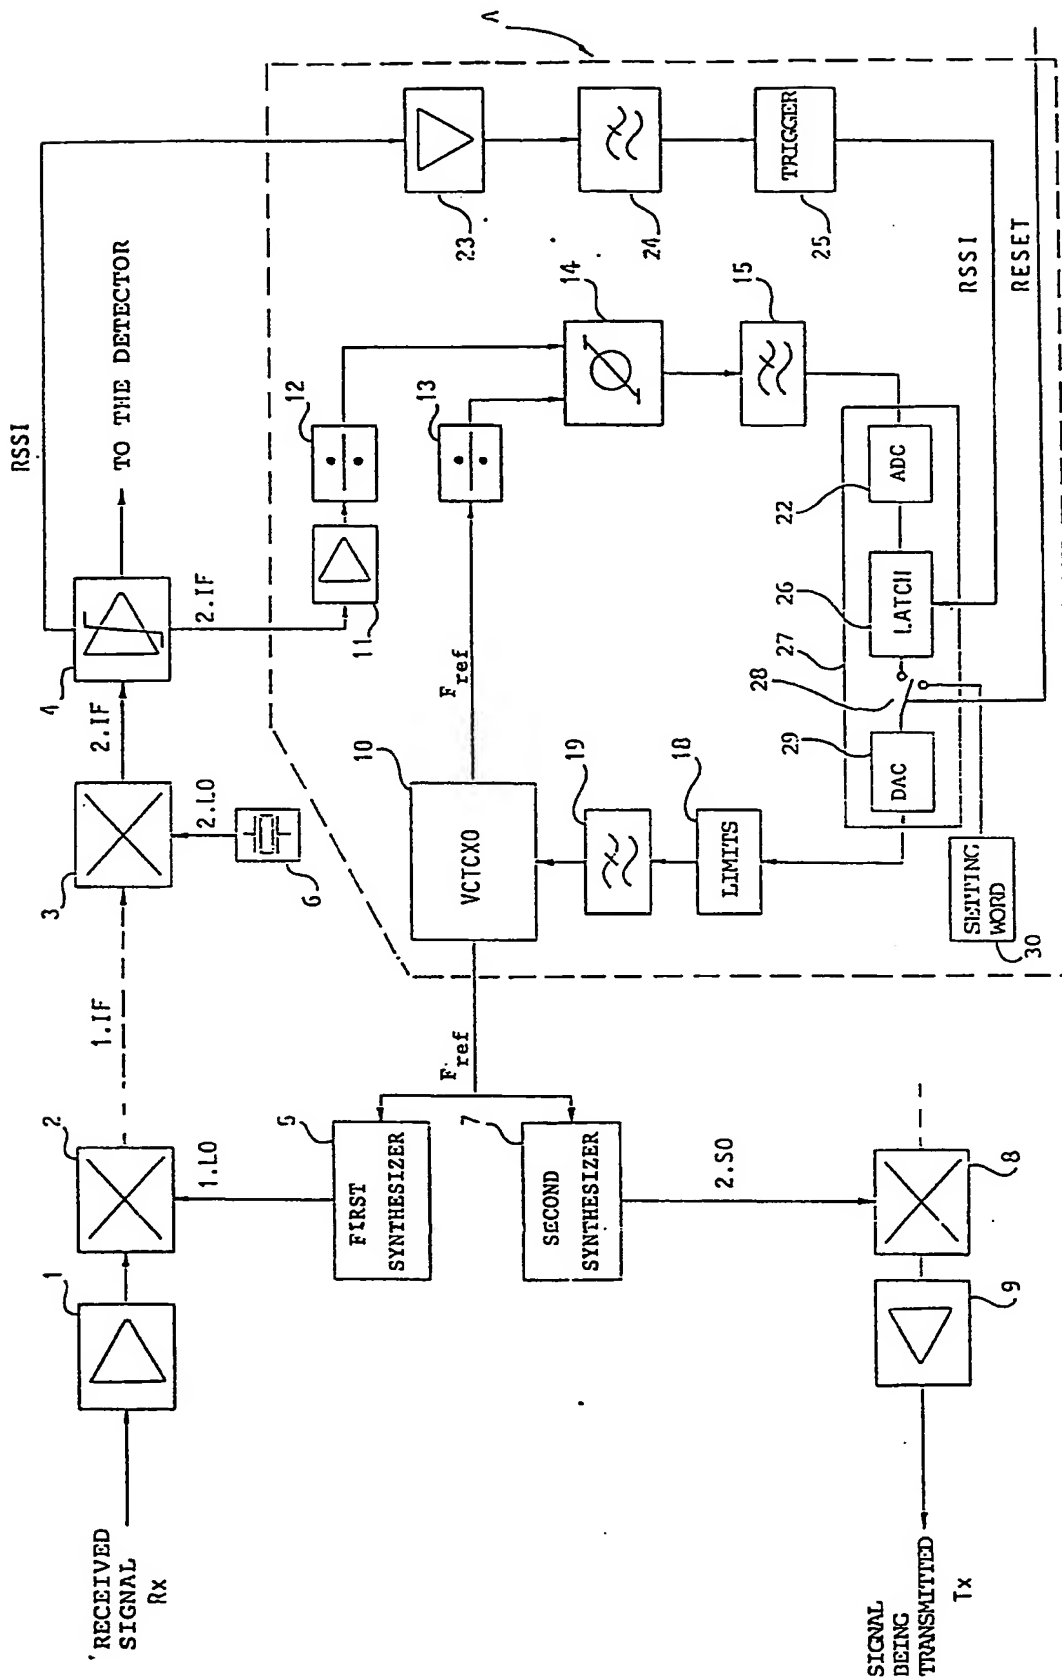 'RECEIVED
SIGNAL
Rx
1
2
1.LO
1.IF
3
2.LO
6
2.IF
4
2.IF
TO THE DETECTOR
RSSI
A
FIRST
SYNTHESIZER
5
SECOND
SYNTHESIZER
7
2.SO
8
9
SIGNAL
BEING
TRANSMITTED
Tx
Fref
VCTCXO
10
Fref
11
12
13
14
15
23
24
TRIGGER
25
RSSI
RESET
19
LIMITS
18
DAC
29
28
27
LATCH
26
ADC
22
SETTING
WORD
30